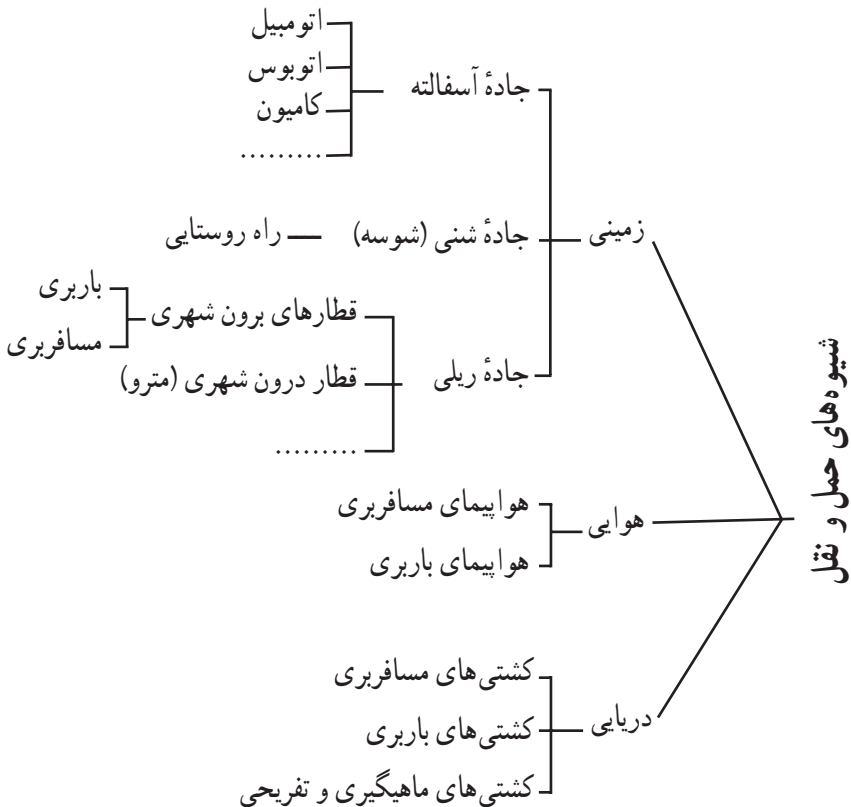 شیوه‌های حمل و نقل
زمینی
جادهٔ آسفالته
اتومبیل
اتوبوس
کامیون
.........
جادهٔ شنی (شوسه)
راه روستایی
جادهٔ ریلی
قطارهای برون شهری
باربری
مسافربری
قطار درون شهری (مترو)
.........
هوایی
هواپیمای مسافربری
هواپیمای باربری
دریایی
کشتی‌های مسافربری
کشتی‌های باربری
کشتی‌های ماهیگیری و تفریحی